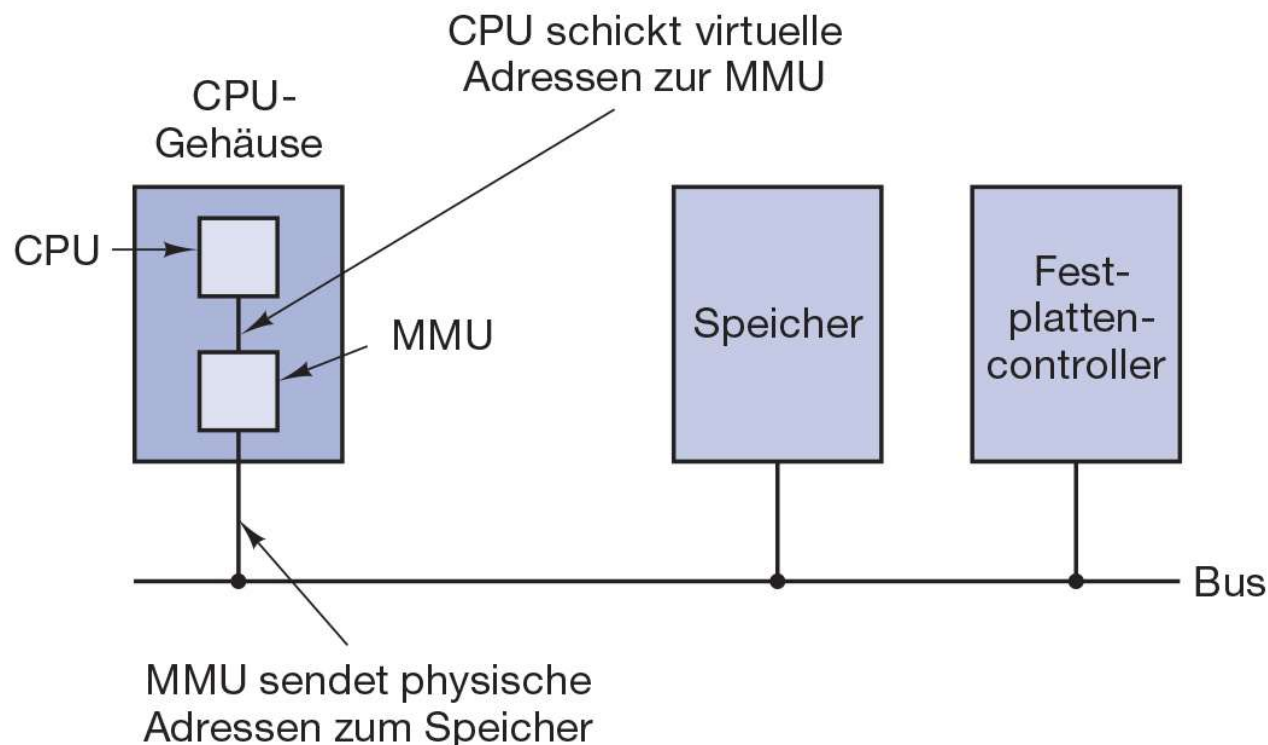 CPU schickt virtuelle
Adressen zur MMU
CPU-
Gehäuse
CPU
MMU
Speicher
Fest-
platten-
controller
Bus
MMU sendet physische
Adressen zum Speicher